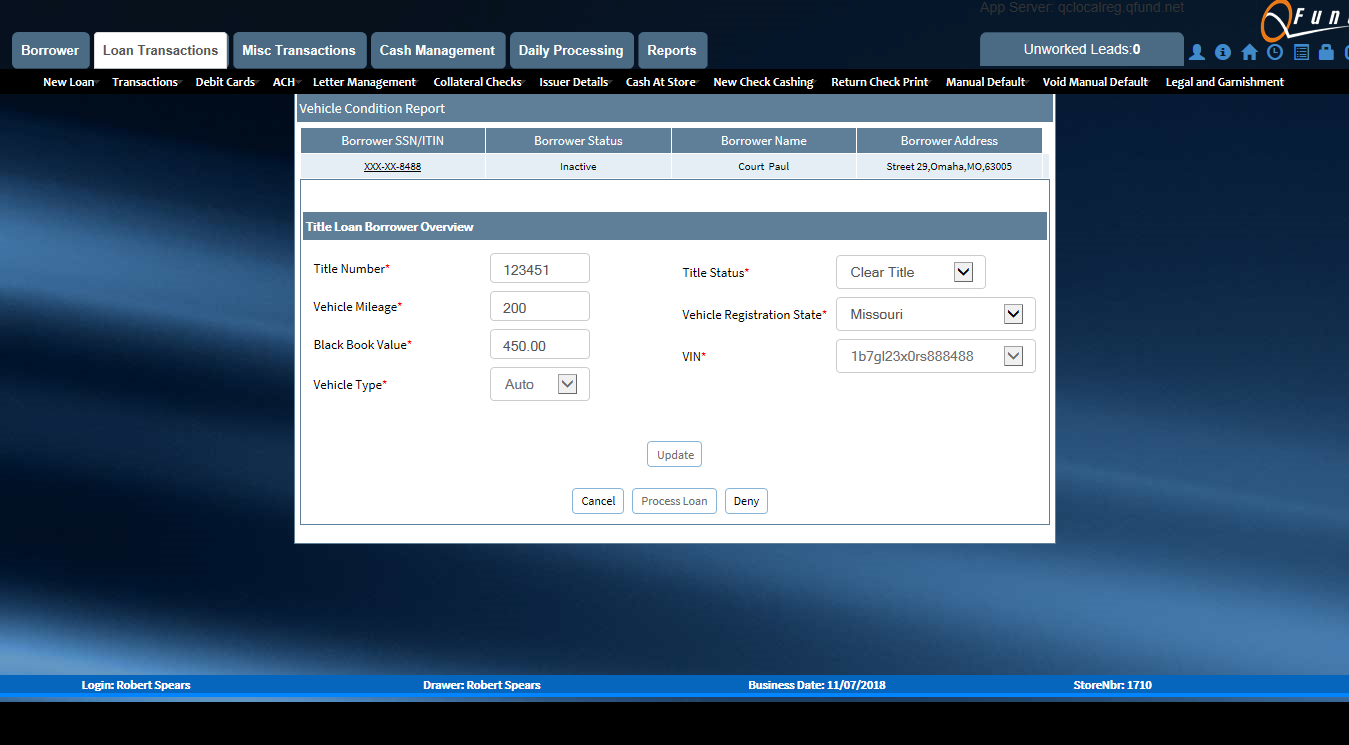 App Server: qclocalreg.qfund.net
QFun
Borrower Loan Transactions Misc Transactions Cash Management Daily Processing Reports Unworked Leads:0
New Loan Transactions Debit Cards ACH Letter Management Collateral Checks Issuer Details Cash At Store New Check Cashing Return Check Print Manual Default Void Manual Default Legal and Garnishment
Vehicle Condition Report
Borrower SSN/ITIN Borrower Status Borrower Name Borrower Address
XXX-XX-8488 Inactive Court Paul Street 29,Omaha,MO,63005
Title Loan Borrower Overview
Title Number* 123451 Title Status* Clear Title
Vehicle Mileage* 200 Vehicle Registration State* Missouri
Black Book Value* 450.00 VIN* 1b7gl23x0rs888488
Vehicle Type* Auto
Update
Cancel Process Loan Deny
Login: Robert Spears Drawer: Robert Spears Business Date: 11/07/2018 StoreNbr: 1710